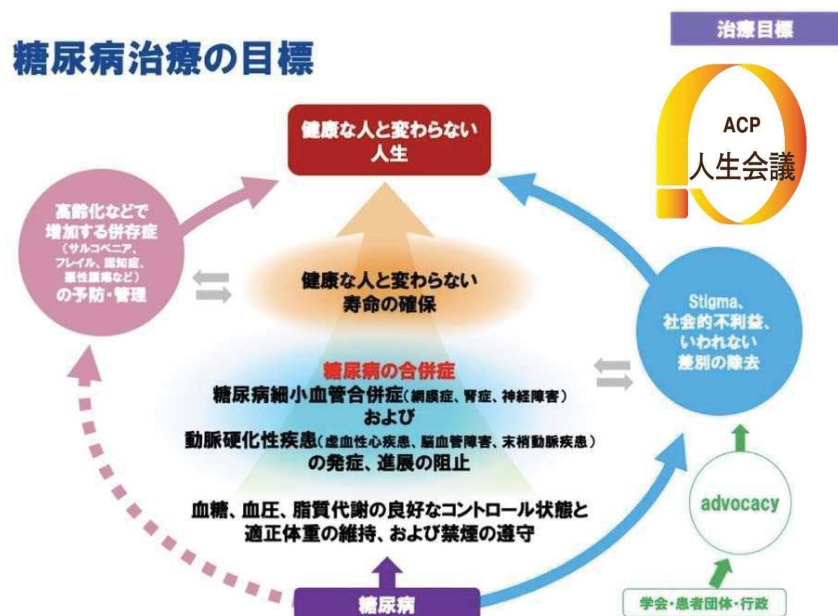 治療目標
糖尿病治療の目標
ACP
人生会議
健康な人と変わらない
人生
高齢化などで
増加する併存症
(サルコペニア、
フレイル、認知症、
悪性腫瘍など)
の予防・管理
健康な人と変わらない
寿命の確保
Stigma、
社会的不利益、
いわれない
差別の除去
糖尿病の合併症
糖尿病細小血管合併症(網膜症、腎症、神経障害)
および
動脈硬化性疾患(虚血性心疾患、脳血管障害、末梢動脈疾患)
の発症、進展の阻止
血糖、血圧、脂質代謝の良好なコントロール状態と
適正体重の維持、および禁煙の遵守
advocacy
糖尿病
学会・患者団体・行政